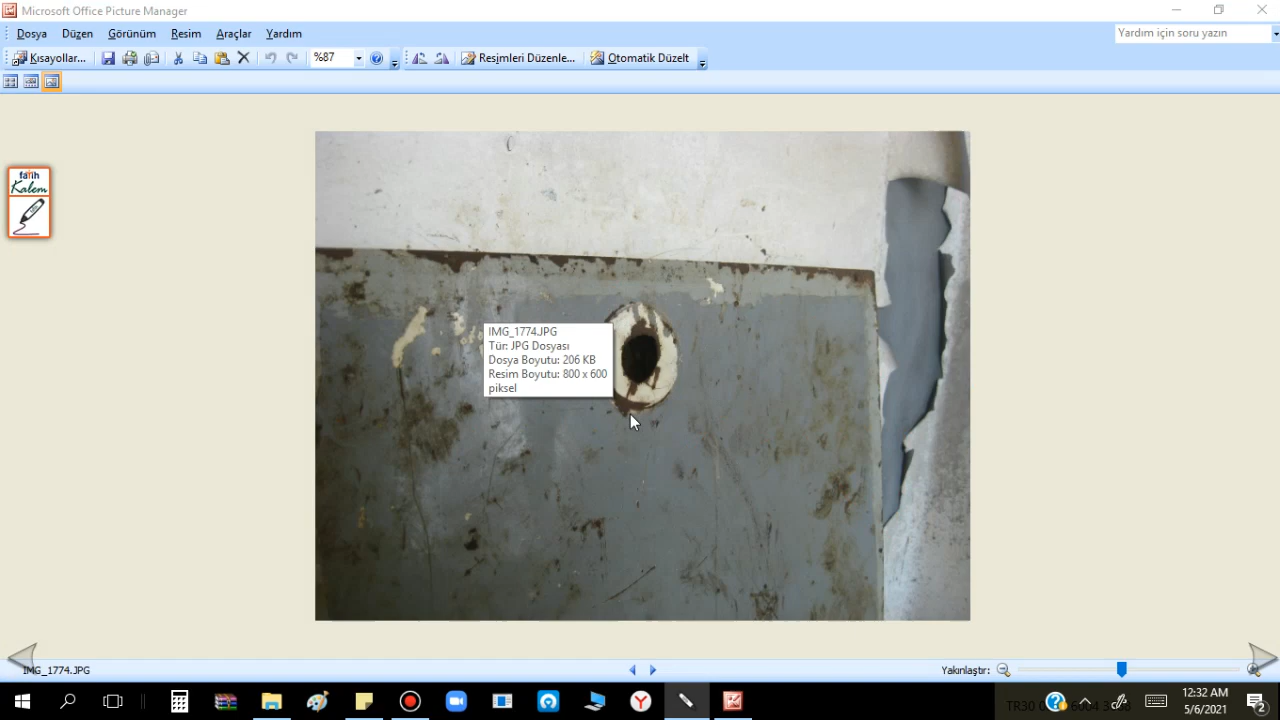 Microsoft Office Picture Manager
Dosya Düzen Görünüm Resim Araçlar Yardım
Yardım için soru yazın
Kısayollar... %87 Resimleri Düzenle... Otomatik Düzelt
fatih
Kalem
IMG_1774.JPG
Tür: JPG Dosyası
Dosya Boyutu: 206 KB
Resim Boyutu: 800 x 600
piksel
IMG_1774.JPG
Yakınlaştır:
12:32 AM
5/6/2021
2